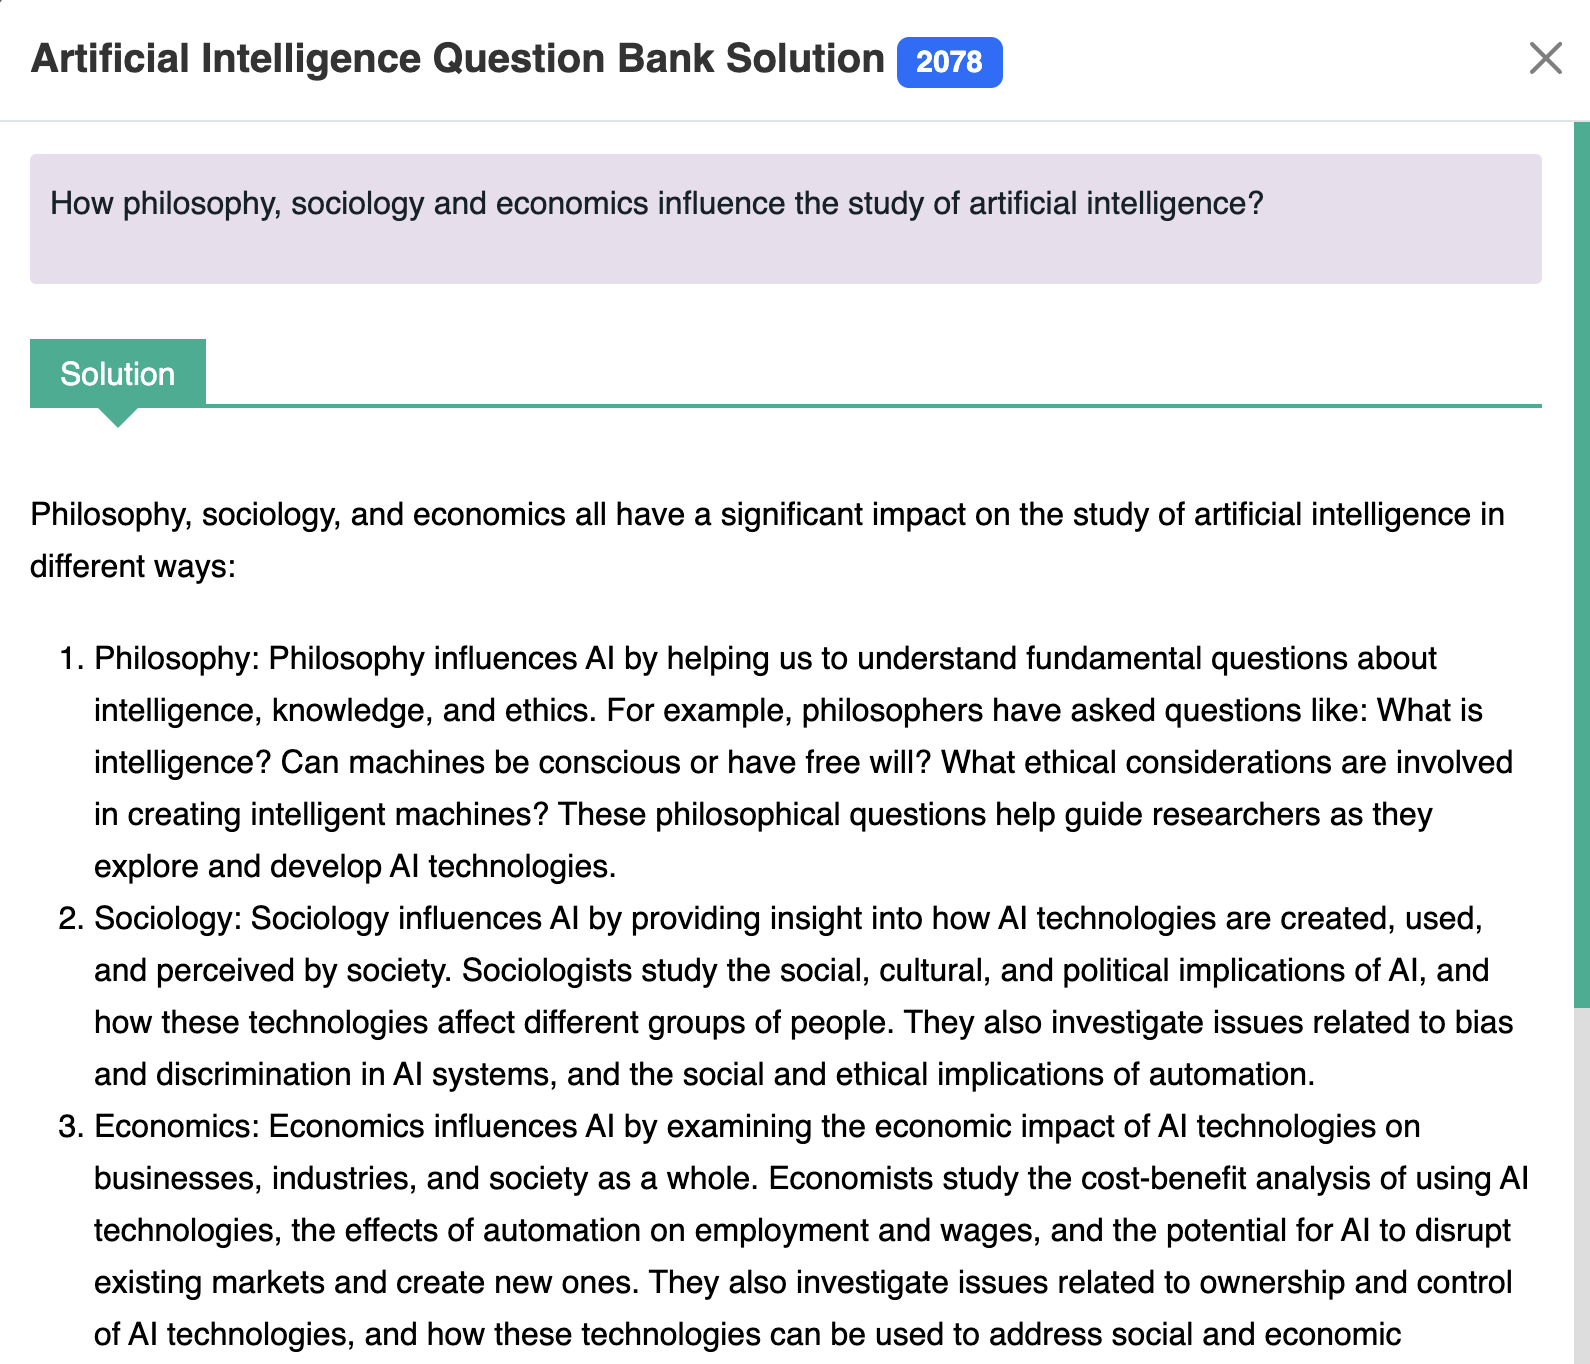 Artificial Intelligence Question Bank Solution 2078
How philosophy, sociology and economics influence the study of artificial intelligence?
Solution
Philosophy, sociology, and economics all have a significant impact on the study of artificial intelligence in
different ways:
1. Philosophy: Philosophy influences AI by helping us to understand fundamental questions about
intelligence, knowledge, and ethics. For example, philosophers have asked questions like: What is
intelligence? Can machines be conscious or have free will? What ethical considerations are involved
in creating intelligent machines? These philosophical questions help guide researchers as they
explore and develop AI technologies.
2. Sociology: Sociology influences AI by providing insight into how AI technologies are created, used,
and perceived by society. Sociologists study the social, cultural, and political implications of AI, and
how these technologies affect different groups of people. They also investigate issues related to bias
and discrimination in AI systems, and the social and ethical implications of automation.
3. Economics: Economics influences AI by examining the economic impact of AI technologies on
businesses, industries, and society as a whole. Economists study the cost-benefit analysis of using AI
technologies, the effects of automation on employment and wages, and the potential for AI to disrupt
existing markets and create new ones. They also investigate issues related to ownership and control
of AI technologies, and how these technologies can be used to address social and economic